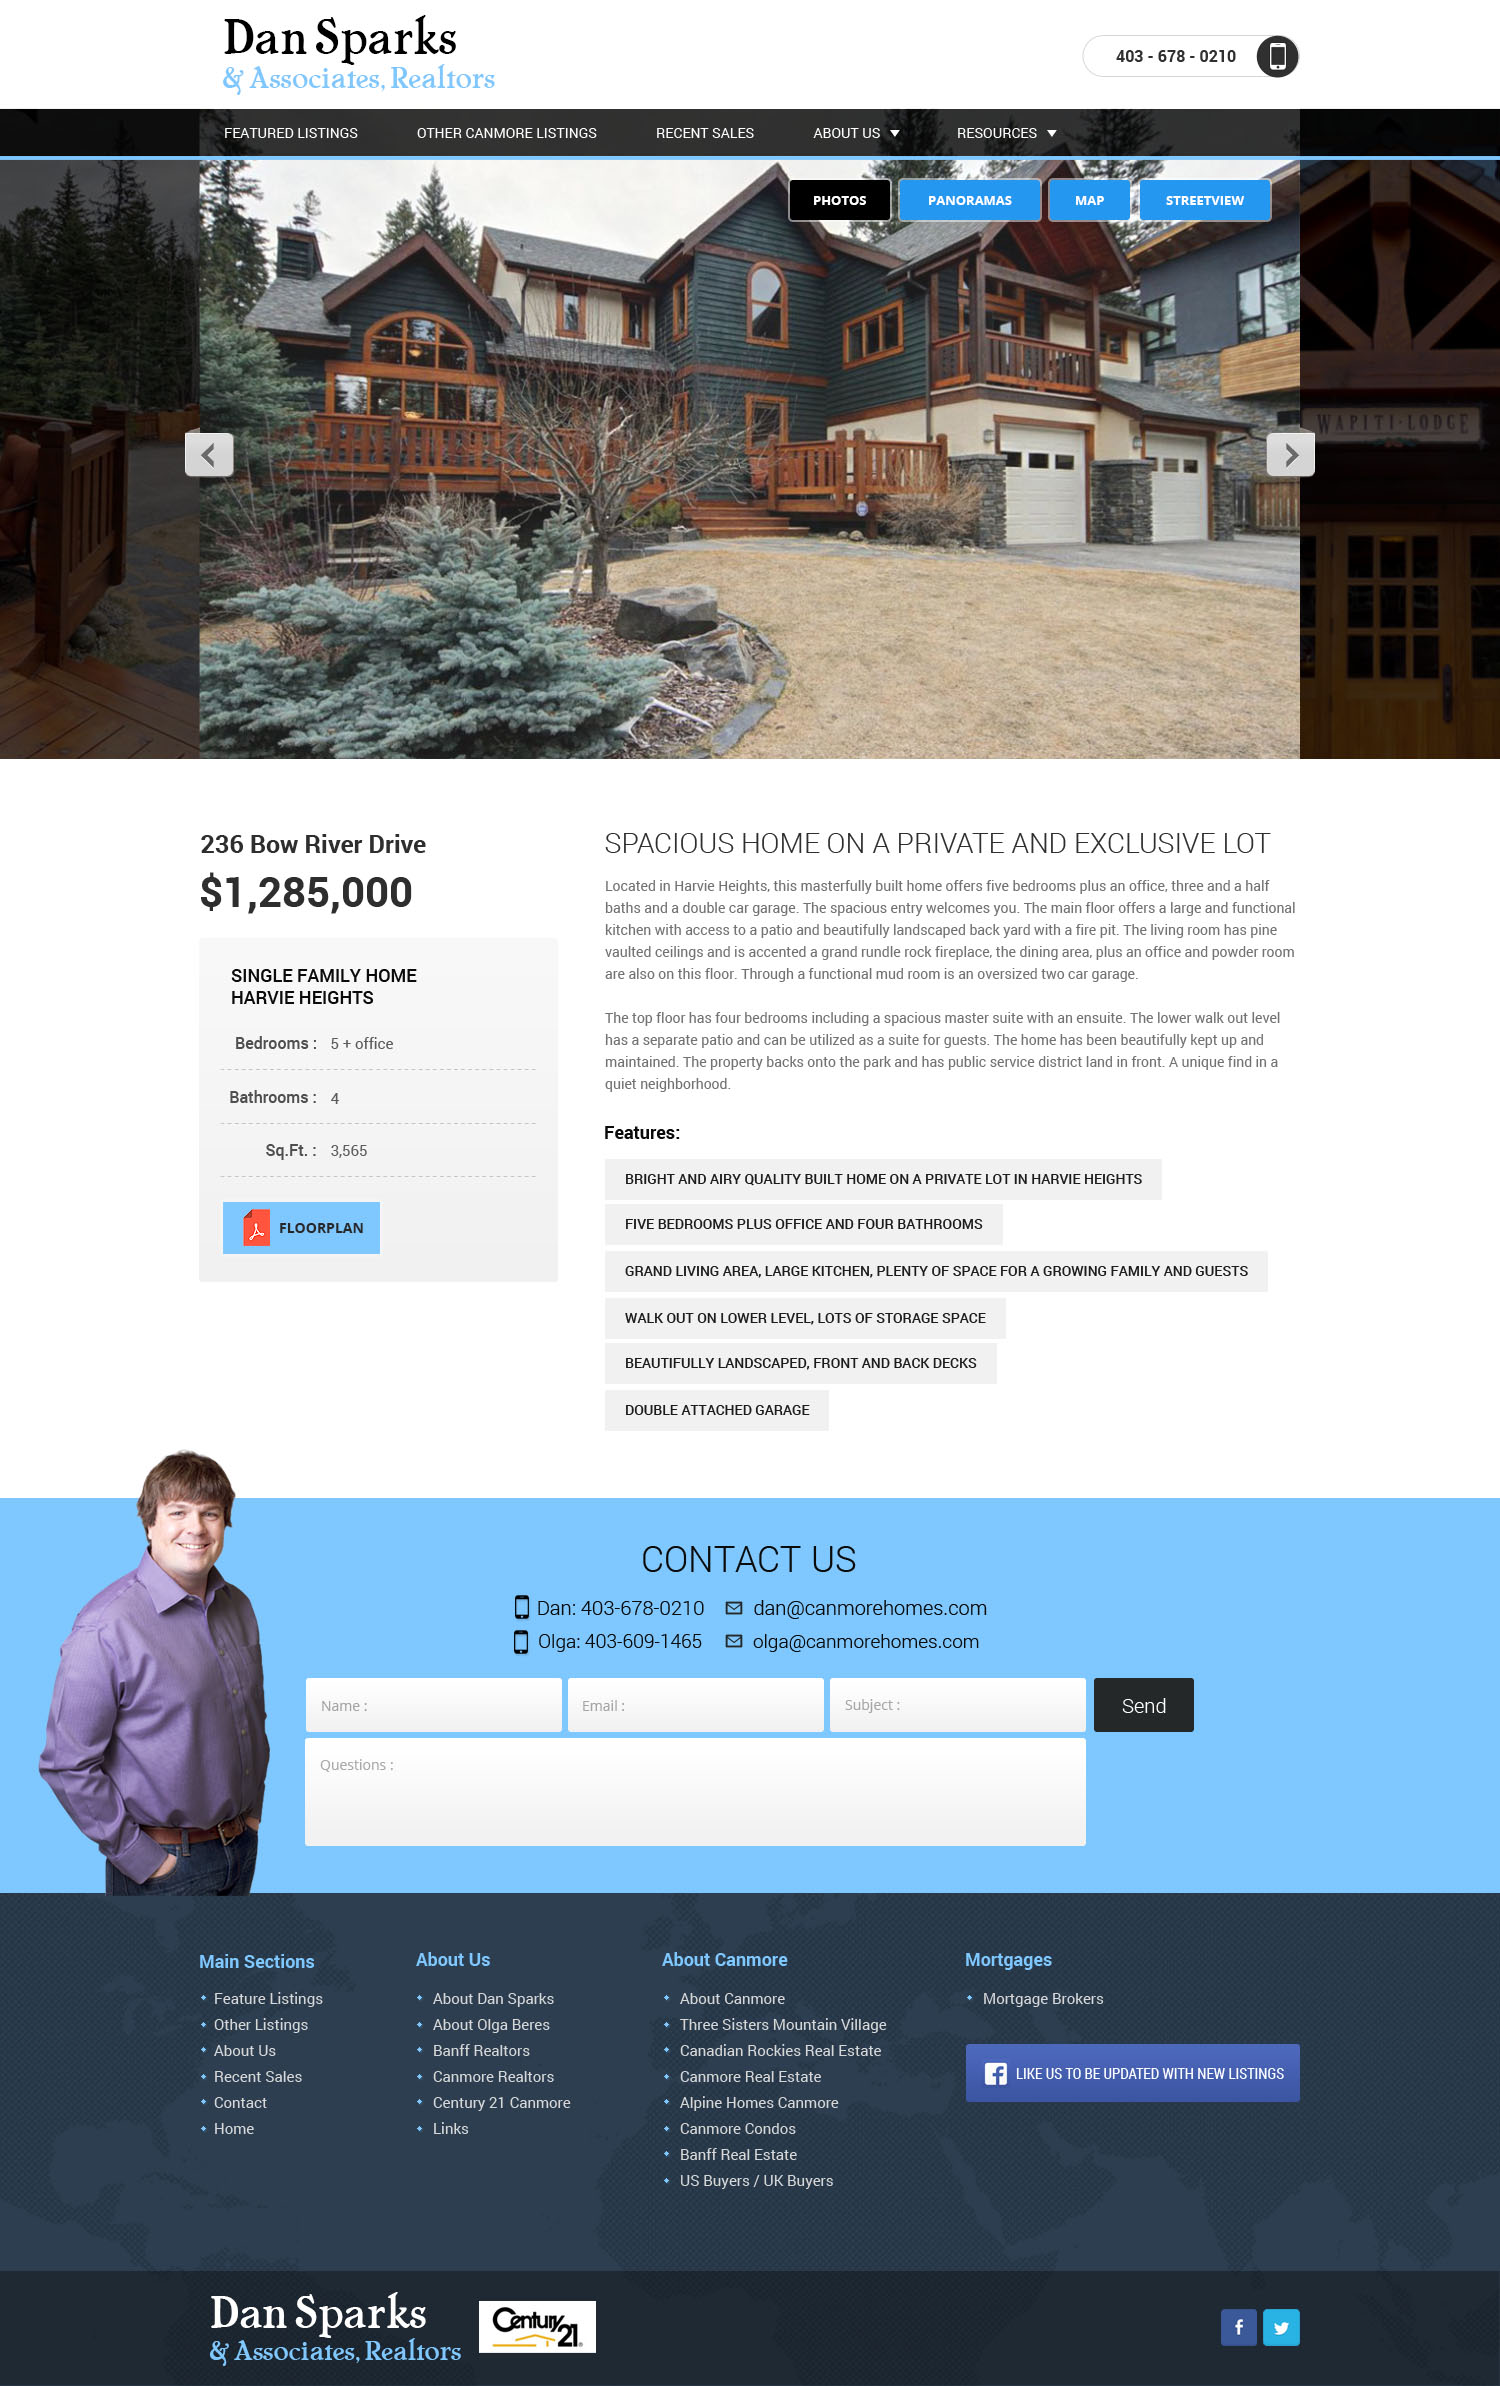 Dan Sparks
& Associates, Realtors
403 - 678 - 0210
FEATURED LISTINGS OTHER CANMORE LISTINGS RECENT SALES ABOUT US RESOURCES
PHOTOS PANORAMAS MAP STREETVIEW
WAPITI·LODGE
236 Bow River Drive
$1,285,000
SINGLE FAMILY HOME
HARVIE HEIGHTS
Bedrooms : 5 + office
Bathrooms : 4
Sq.Ft. : 3,565
FLOORPLAN
SPACIOUS HOME ON A PRIVATE AND EXCLUSIVE LOT
Located in Harvie Heights, this masterfully built home offers five bedrooms plus an office, three and a half
baths and a double car garage. The spacious entry welcomes you. The main floor offers a large and functional
kitchen with access to a patio and beautifully landscaped back yard with a fire pit. The living room has pine
vaulted ceilings and is accented a grand rundle rock fireplace, the dining area, plus an office and powder room
are also on this floor. Through a functional mud room is an oversized two car garage.
The top floor has four bedrooms including a spacious master suite with an ensuite. The lower walk out level
has a separate patio and can be utilized as a suite for guests. The home has been beautifully kept up and
maintained. The property backs onto the park and has public service district land in front. A unique find in a
quiet neighborhood.
Features:
BRIGHT AND AIRY QUALITY BUILT HOME ON A PRIVATE LOT IN HARVIE HEIGHTS
FIVE BEDROOMS PLUS OFFICE AND FOUR BATHROOMS
GRAND LIVING AREA, LARGE KITCHEN, PLENTY OF SPACE FOR A GROWING FAMILY AND GUESTS
WALK OUT ON LOWER LEVEL, LOTS OF STORAGE SPACE
BEAUTIFULLY LANDSCAPED, FRONT AND BACK DECKS
DOUBLE ATTACHED GARAGE
CONTACT US
Dan: 403-678-0210 dan@canmorehomes.com
Olga: 403-609-1465 olga@canmorehomes.com
Name : Email : Subject : Send
Questions :
Main Sections
Feature Listings
Other Listings
About Us
Recent Sales
Contact
Home
About Us
About Dan Sparks
About Olga Beres
Banff Realtors
Canmore Realtors
Century 21 Canmore
Links
About Canmore
About Canmore
Three Sisters Mountain Village
Canadian Rockies Real Estate
Canmore Real Estate
Alpine Homes Canmore
Canmore Condos
Banff Real Estate
US Buyers / UK Buyers
Mortgages
Mortgage Brokers
LIKE US TO BE UPDATED WITH NEW LISTINGS
Dan Sparks
& Associates, Realtors
Century 21®